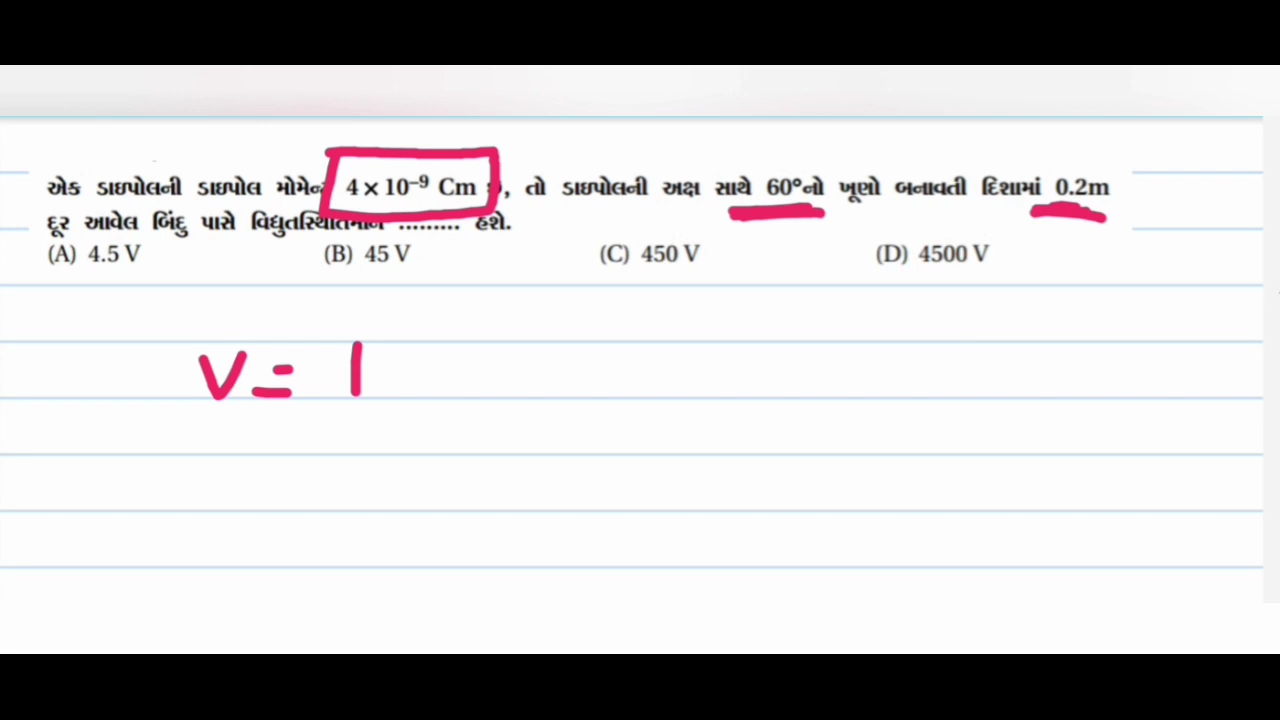 એક ડાઇપોલની ડાઇપોલ 4 × 10⁻⁹ Cm , તો ડાઇપોલની અક્ષ સાથે 60°નો ખૂણો બનાવતી દિશામાં 0.2m
દૂર આવેલ બિંદુ પાસે વિદ્યુતસ્થિતિમાન ......... હશે.
(A) 4.5 V (B) 45 V (C) 450 V (D) 4500 V
V = 1